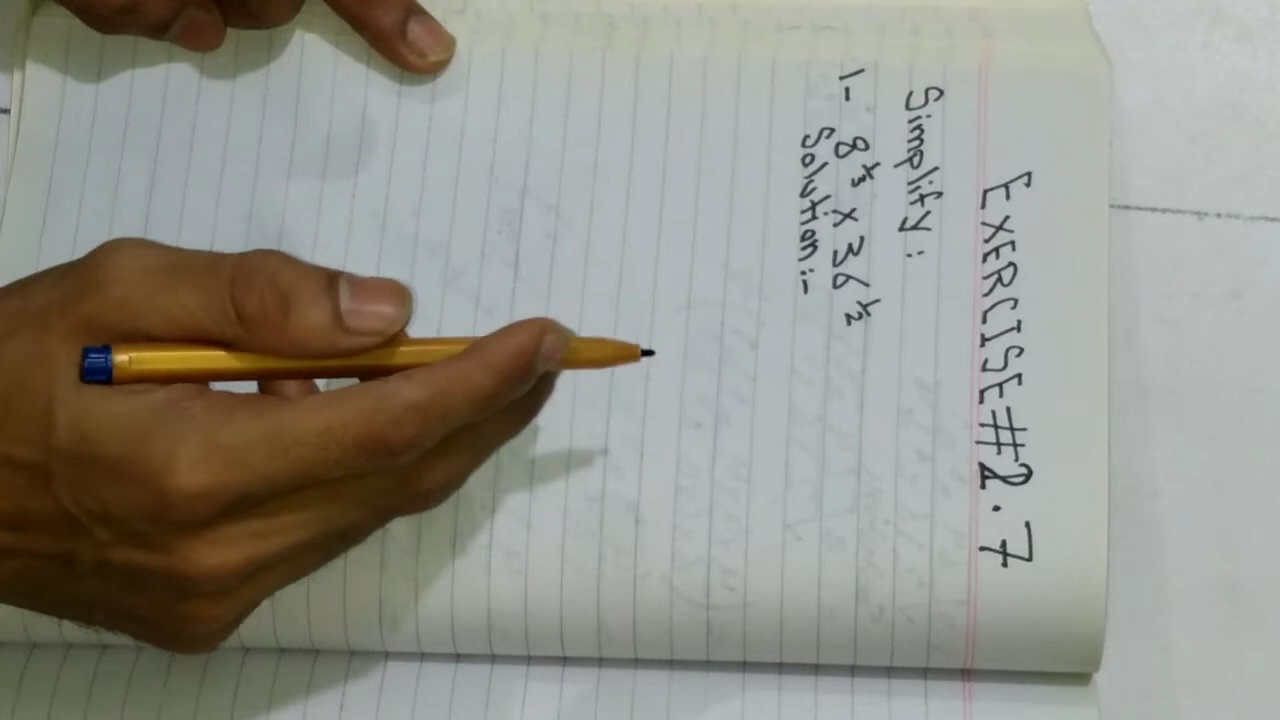 EXERCISE#2.7
Simplify:
1- 8^1/3 × 36^1/2
Solution:-